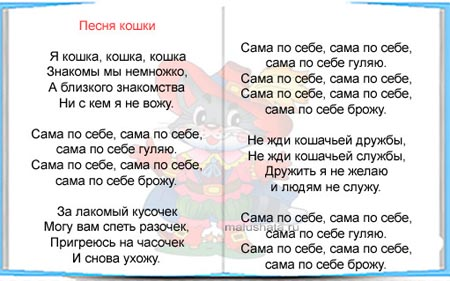 Песня кошки
Я кошка, кошка, кошка
Знакомы мы немножко,
А близкого знакомства
Ни с кем я не вожу.
Сама по себе, сама по себе,
сама по себе гуляю.
Сама по себе, сама по себе,
сама по себе брожу.
За лакомый кусочек
Могу вам спеть разочек,
Пригреюсь на часочек
И снова ухожу.
Сама по себе, сама по себе,
сама по себе гуляю.
Сама по себе, сама по себе,
Сама по себе, сама по себе,
сама по себе брожу.
Не жди кошачьей дружбы,
Не жди кошачьей службы,
Дружить я не желаю
и людям не служу.
malushata.ru
Сама по себе, сама по себе,
сама по себе гуляю.
Сама по себе, сама по себе,
сама по себе брожу.